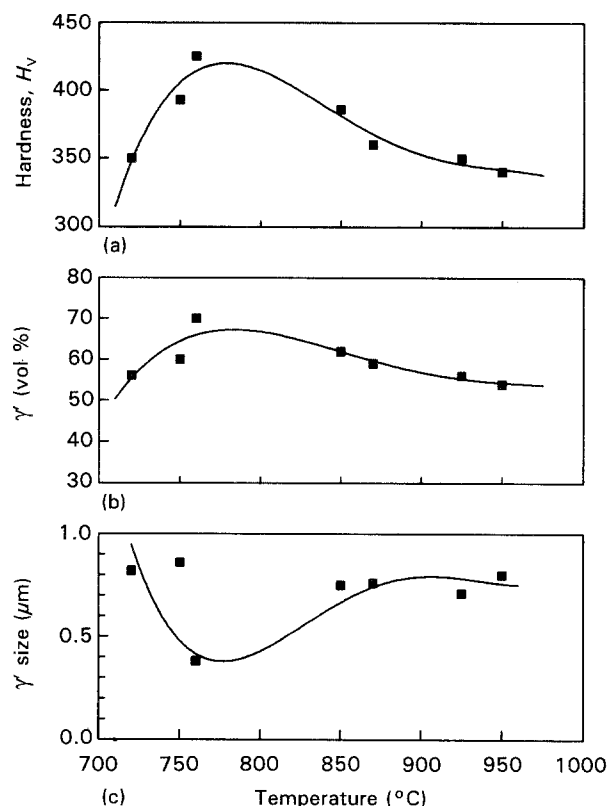 450
400
350
300
Hardness, Hv
(a)
80
70
60
50
40
30
γ′ (vol %)
(b)
1.0
0.5
0.0
γ′ size (μm)
700 750 800 850 900 950 1000
(c) Temperature (°C)